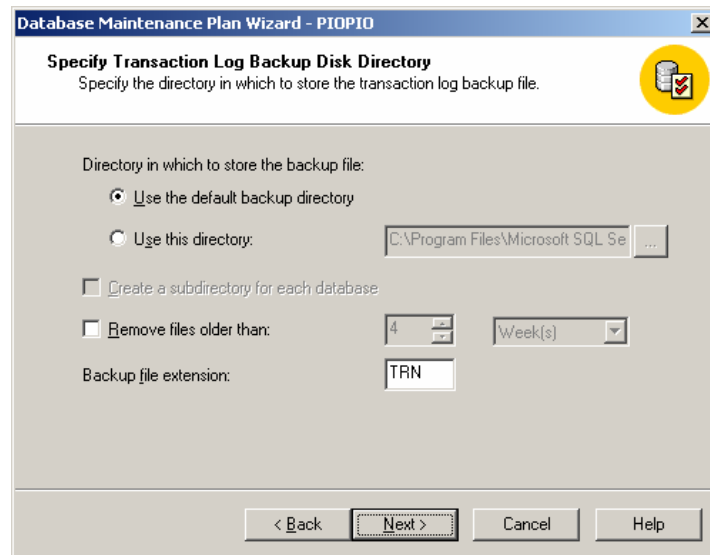 Database Maintenance Plan Wizard - PIOPIO
Specify Transaction Log Backup Disk Directory
Specify the directory in which to store the transaction log backup file.
Directory in which to store the backup file:
Use the default backup directory
Use this directory: C:\Program Files\Microsoft SQL Se ...
Create a subdirectory for each database
Remove files older than: 4 Week(s)
Backup file extension: TRN
< Back Next > Cancel Help